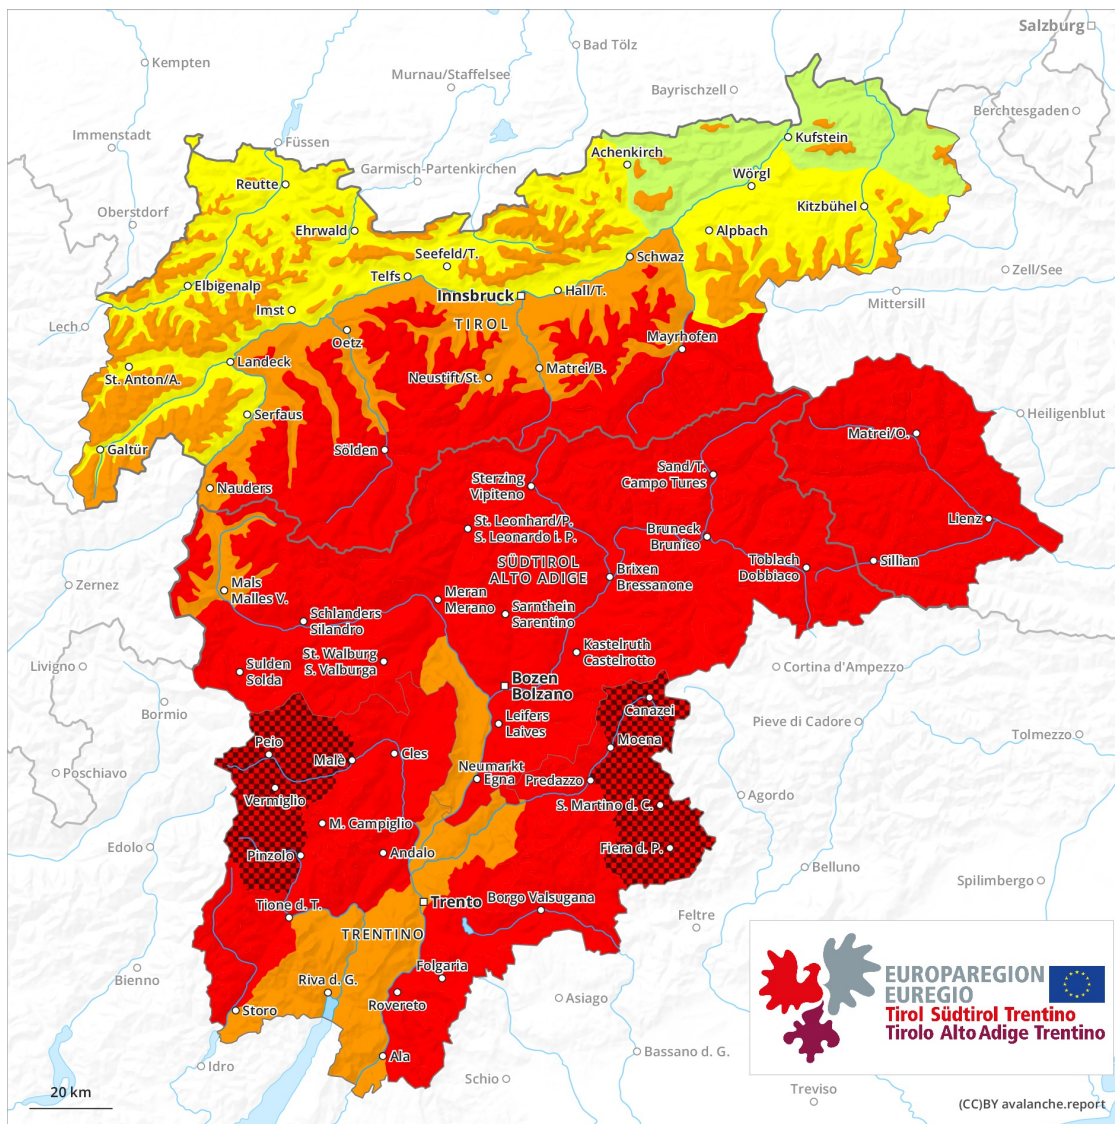 Salzburg
Bad Tölz
Kempten
Murnau/Staffelsee
Bayrischzell
Berchtesgaden
Immenstadt
Füssen
Kufstein
Achenkirch
Garmisch-Partenkirchen
Wörgl
Reutte
Kitzbühel
Oberstdorf
Ehrwald
Alpbach
Seefeld/T.
Schwaz
Zell/See
Telfs
Elbigenalp
Innsbruck
Hall/T.
Mittersill
Imst
TIROL
Lech
Oetz
Mayrhofen
Landeck
Matrei/B.
St. Anton/A.
Neustift/St.
Serfaus
Heiligenblut
Matrei/O.
Galtür
Sölden
Sand/T.
Campo Tures
Sterzing
Vipiteno
Nauders
Lienz
St. Leonhard/P.
S. Leonardo i. P.
Bruneck
Brunico
SÜDTIROL
ALTO ADIGE
Toblach
Dobbiaco
Sillian
Brixen
Bressanone
Zernez
Mals
Malles V.
Meran
Merano
Sarnthein
Sarentino
Schlanders
Silandro
Kastelruth
Castelrotto
St. Walburg
S. Valburga
Livigno
Sulden
Solda
Cortina d'Ampezzo
Bozen
Bolzano
Bormio
Canazei
Leifers
Laives
Pieve di Cadore
Tolmezzo
Peio
Moena
Cles
Malè
Poschiavo
Neumarkt
Egna
Predazzo
Vermiglio
Agordo
S. Martino d. C.
M. Campiglio
Edolo
Fiera d. P.
Pinzolo
Andalo
Belluno
Spilimbergo
Borgo Valsugana
Trento
Tione d. T.
Feltre
TRENTINO
Folgaria
Bienno
Riva d. G.
Rovereto
Asiago
Storo
EUROPAREGION
EUREGIO
Tirol Südtirol Trentino
Tirolo Alto Adige Trentino
Ala
Bassano d. G.
Idro
Schio
Treviso
20 km
(CC)BY avalanche.report